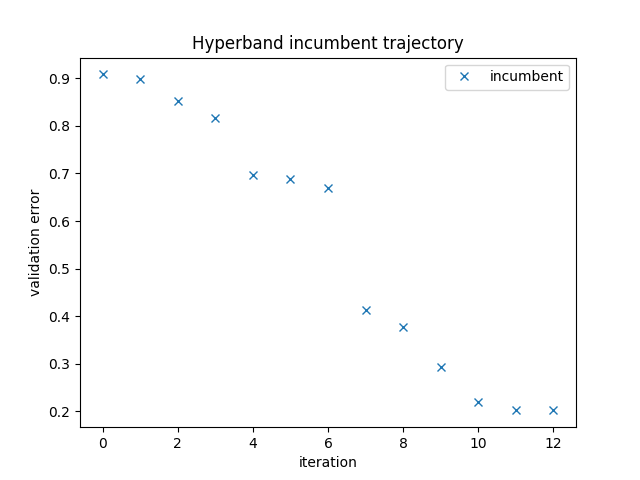 Hyperband incumbent trajectory
incumbent
validation error
0.9
0.8
0.7
0.6
0.5
0.4
0.3
0.2
0 2 4 6 8 10 12
iteration